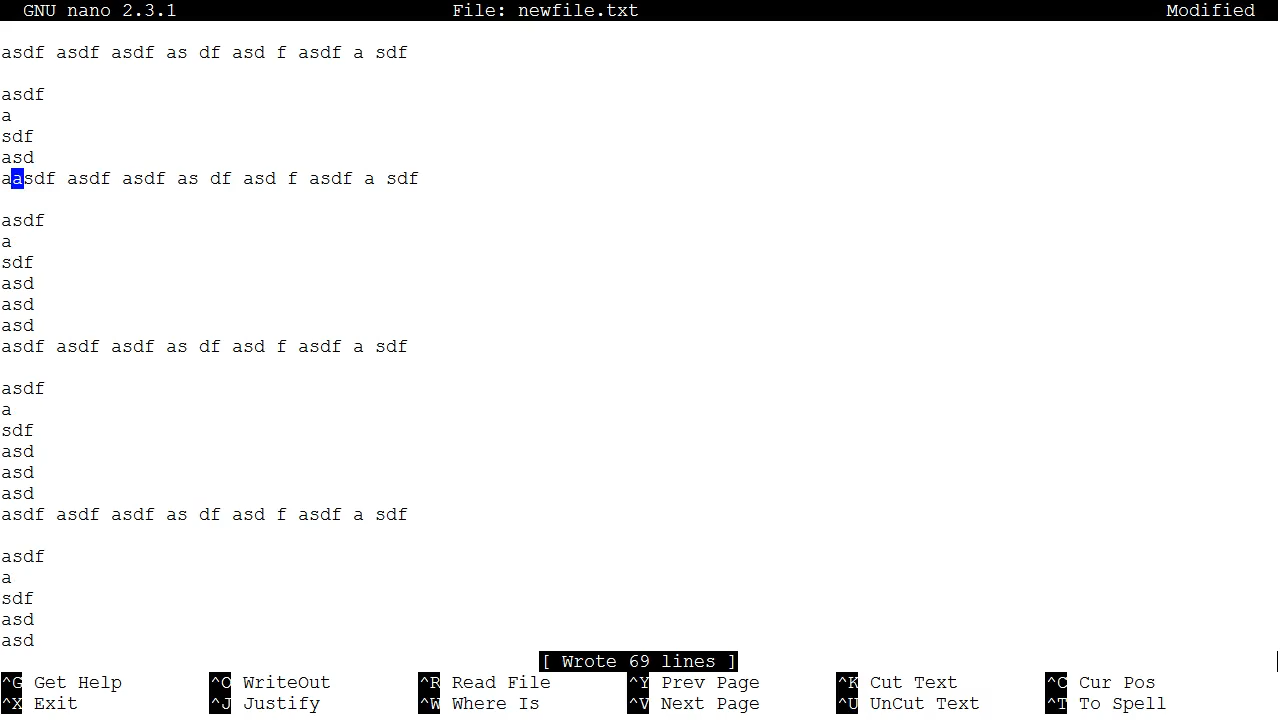 GNU nano 2.3.1 File: newfile.txt Modified
asdf asdf asdf as df asd f asdf a sdf
asdf
a
sdf
asd
aasdf asdf asdf as df asd f asdf a sdf
asdf
a
sdf
asd
asd
asd
asdf asdf asdf as df asd f asdf a sdf
asdf
a
sdf
asd
asd
asd
asdf asdf asdf as df asd f asdf a sdf
asdf
a
sdf
asd
asd
[ Wrote 69 lines ]
^G Get Help ^O WriteOut ^R Read File ^Y Prev Page ^K Cut Text ^C Cur Pos
^X Exit ^J Justify ^W Where Is ^V Next Page ^U UnCut Text ^T To Spell